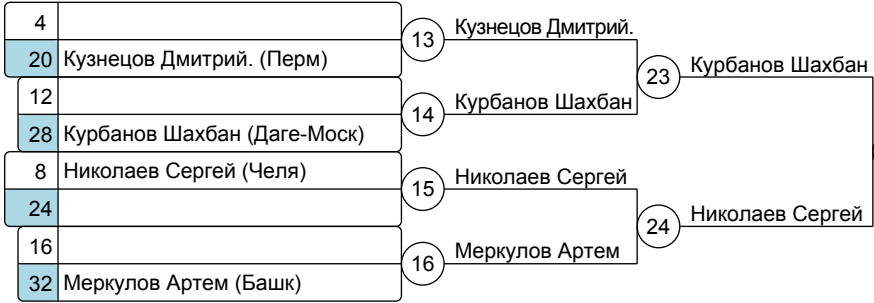 4
20 Кузнецов Дмитрий. (Перм)
12
28 Курбанов Шахбан (Даге-Моск)
8 Николаев Сергей (Челя)
24
16
32 Меркулов Артем (Башк)
13 Кузнецов Дмитрий.
14 Курбанов Шахбан
15 Николаев Сергей
16 Меркулов Артем
23 Курбанов Шахбан
24 Николаев Сергей